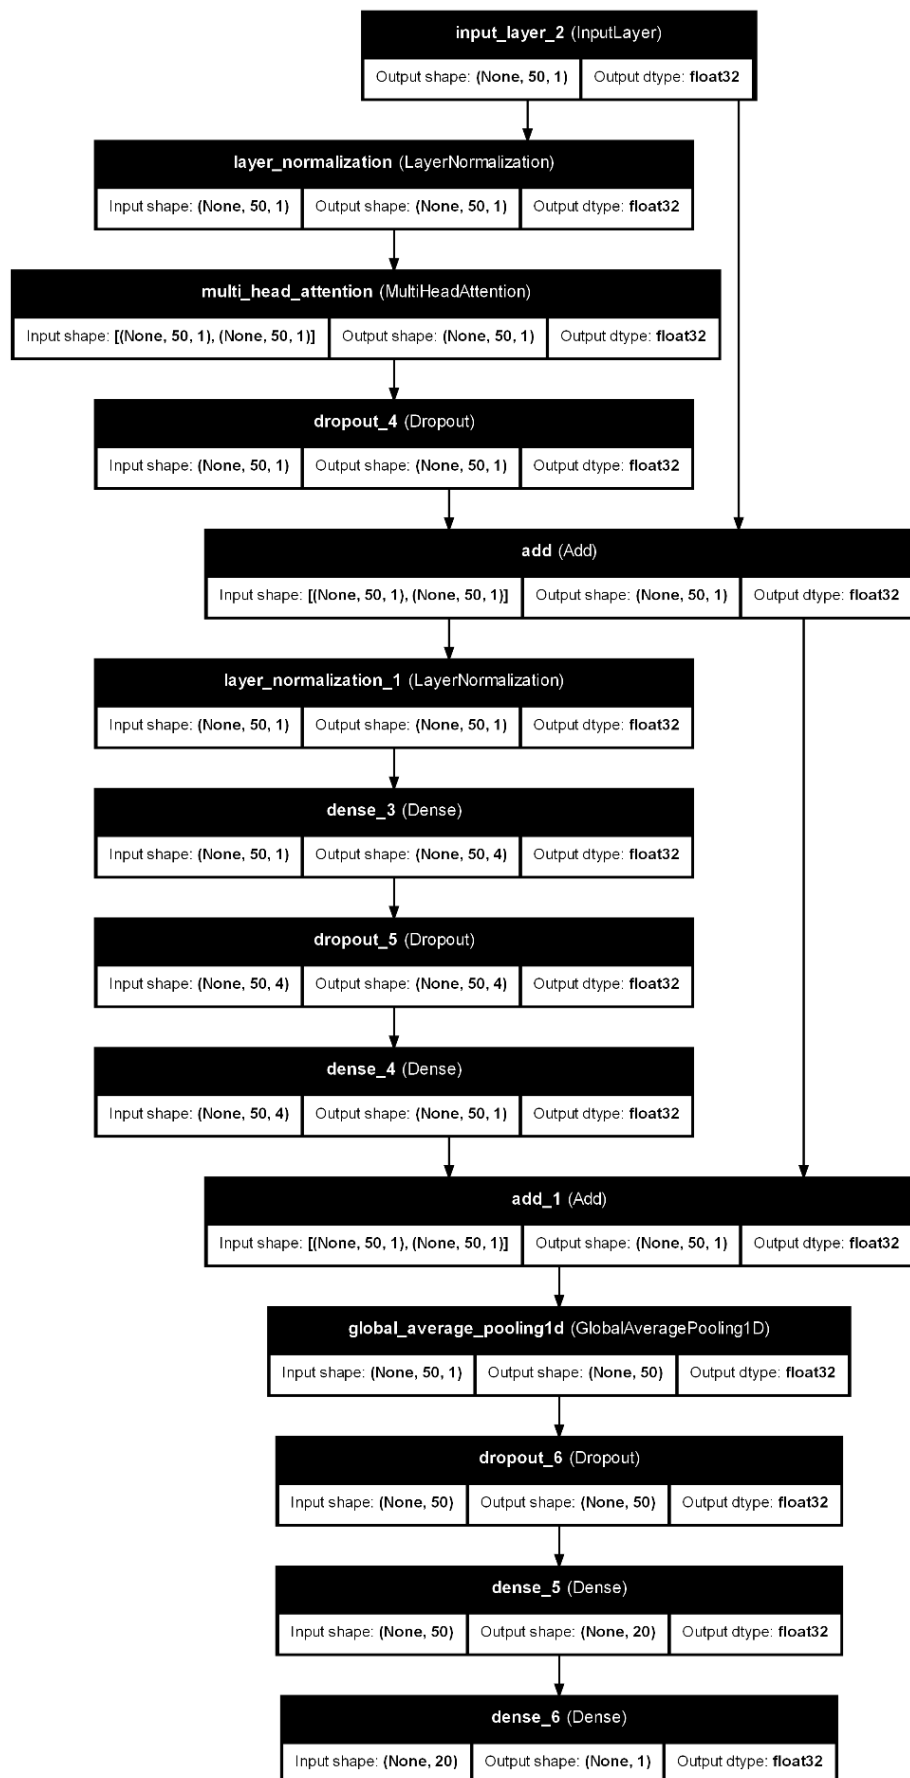 input_layer_2 (InputLayer)
Output shape: (None, 50, 1) Output dtype: float32
layer_normalization (LayerNormalization)
Input shape: (None, 50, 1) Output shape: (None, 50, 1) Output dtype: float32
multi_head_attention (MultiHeadAttention)
Input shape: [(None, 50, 1), (None, 50, 1)] Output shape: (None, 50, 1) Output dtype: float32
dropout_4 (Dropout)
Input shape: (None, 50, 1) Output shape: (None, 50, 1) Output dtype: float32
add (Add)
Input shape: [(None, 50, 1), (None, 50, 1)] Output shape: (None, 50, 1) Output dtype: float32
layer_normalization_1 (LayerNormalization)
Input shape: (None, 50, 1) Output shape: (None, 50, 1) Output dtype: float32
dense_3 (Dense)
Input shape: (None, 50, 1) Output shape: (None, 50, 4) Output dtype: float32
dropout_5 (Dropout)
Input shape: (None, 50, 4) Output shape: (None, 50, 4) Output dtype: float32
dense_4 (Dense)
Input shape: (None, 50, 4) Output shape: (None, 50, 1) Output dtype: float32
add_1 (Add)
Input shape: [(None, 50, 1), (None, 50, 1)] Output shape: (None, 50, 1) Output dtype: float32
global_average_pooling1d (GlobalAveragePooling1D)
Input shape: (None, 50, 1) Output shape: (None, 50) Output dtype: float32
dropout_6 (Dropout)
Input shape: (None, 50) Output shape: (None, 50) Output dtype: float32
dense_5 (Dense)
Input shape: (None, 50) Output shape: (None, 20) Output dtype: float32
dense_6 (Dense)
Input shape: (None, 20) Output shape: (None, 1) Output dtype: float32